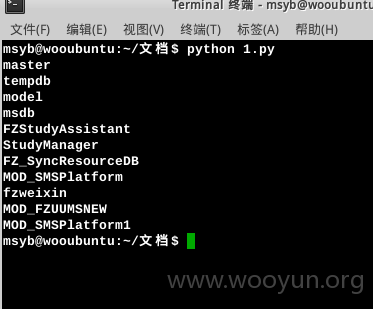 Terminal 终端 - msyb@wooubuntu
文件(F) 编辑(E) 视图(V) 终端(T) 标签(A) 帮助(H)
msyb@wooubuntu:~/文档$ python 1.py
master
tempdb
model
msdb
FZStudyAssistant
StudyManager
FZ_SyncResourceDB
MOD_SMSPlatform
fzweixin
MOD_FZUUMSNEW
MOD_SMSPlatform1
msyb@wooubuntu:~/文档$
www.wooyun.org